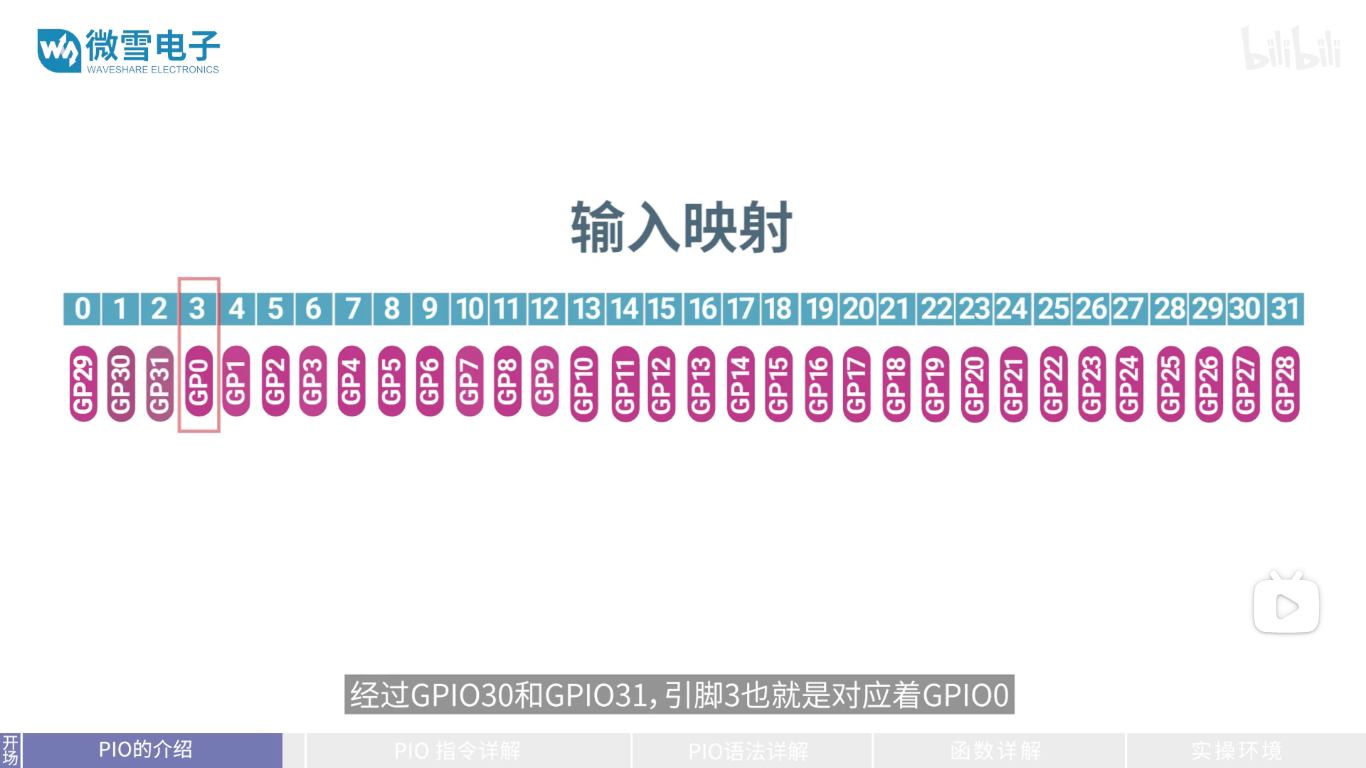 微雪电子
WAVESHARE ELECTRONICS
bilibili
输入映射
0 1 2 3 4 5 6 7 8 9 10 11 12 13 14 15 16 17 18 19 20 21 22 23 24 25 26 27 28 29 30 31
GP29 GP30 GP31 GP0 GP1 GP2 GP3 GP4 GP5 GP6 GP7 GP8 GP9 GP10 GP11 GP12 GP13 GP14 GP15 GP16 GP17 GP18 GP19 GP20 GP21 GP22 GP23 GP24 GP25 GP26 GP27 GP28
经过GPIO30和GPIO31，引脚3也就是对应着GPIO0
开场 PIO的介绍 PIO 指令详解 PIO语法详解 函数详解 实操环境